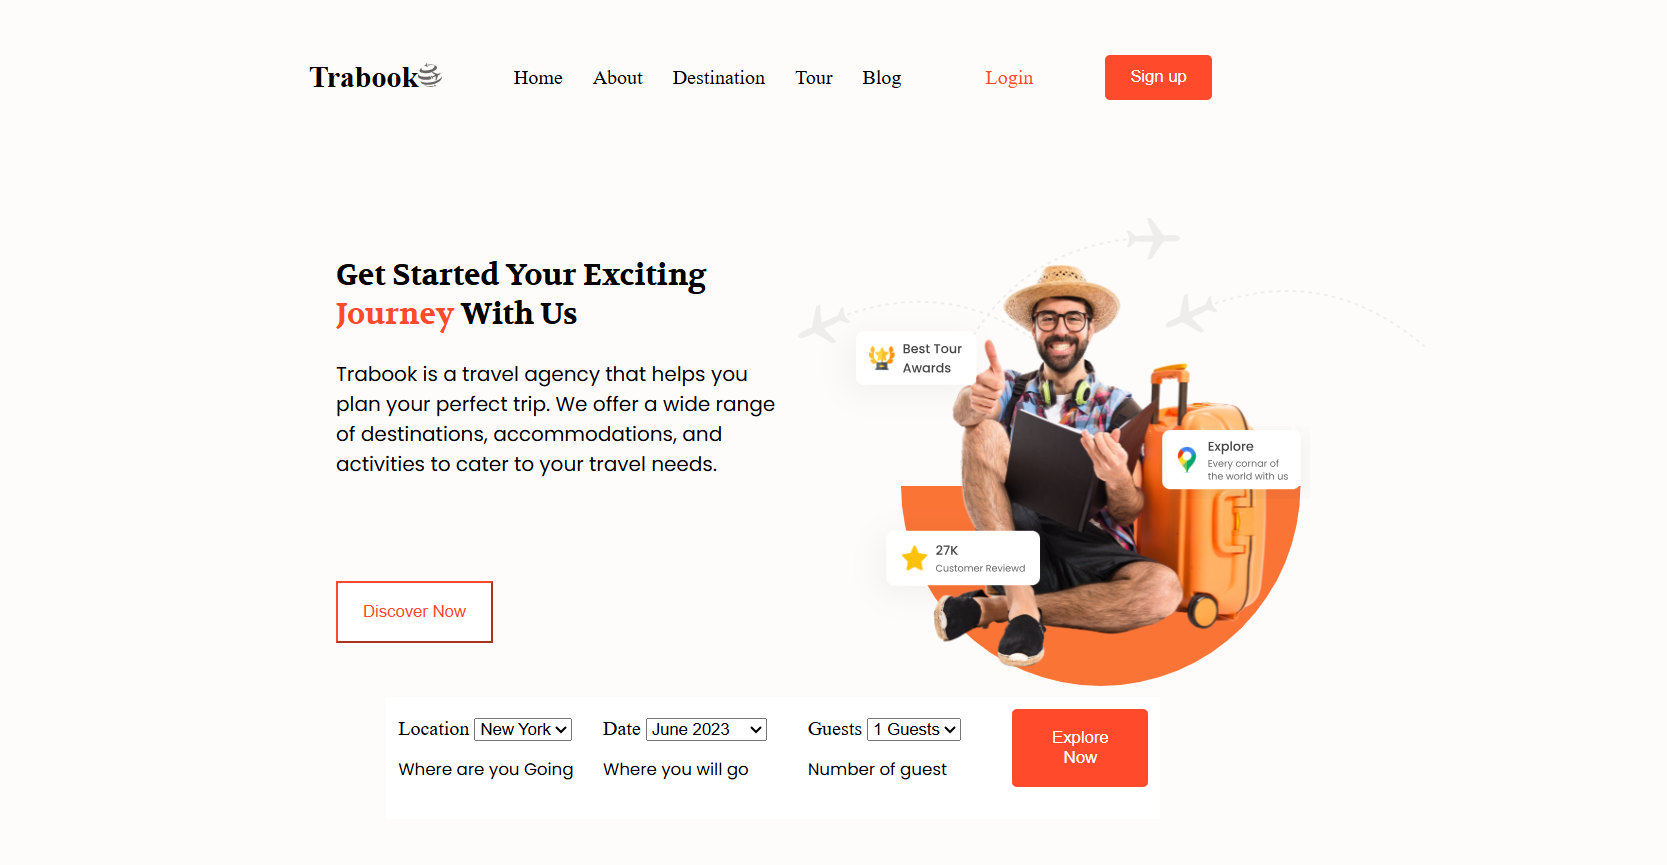 Trabook
Home About Destination Tour Blog Login Sign up
Get Started Your Exciting
Journey With Us
Trabook is a travel agency that helps you
plan your perfect trip. We offer a wide range
of destinations, accommodations, and
activities to cater to your travel needs.
Discover Now
Best Tour
Awards
Explore
Every cornar of
the world with us
27K
Customer Reviewd
Location New York
Where are you Going
Date June 2023
Where you will go
Guests 1 Guests
Number of guest
Explore
Now